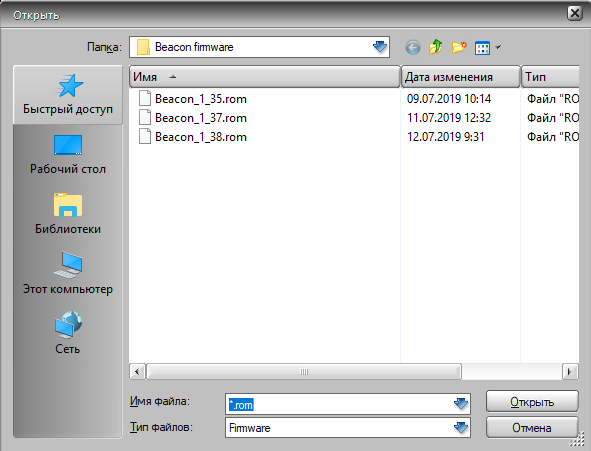 Открыть
Папка: Beacon firmware
Имя Дата изменения Тип
Beacon_1_35.rom 09.07.2019 10:14 Файл "RO
Beacon_1_37.rom 11.07.2019 12:32 Файл "RO
Beacon_1_38.rom 12.07.2019 9:31 Файл "RO
Быстрый доступ
Рабочий стол
Библиотеки
Этот компьютер
Сеть
Имя файла: *.rom Открыть
Тип файлов: Firmware Отмена